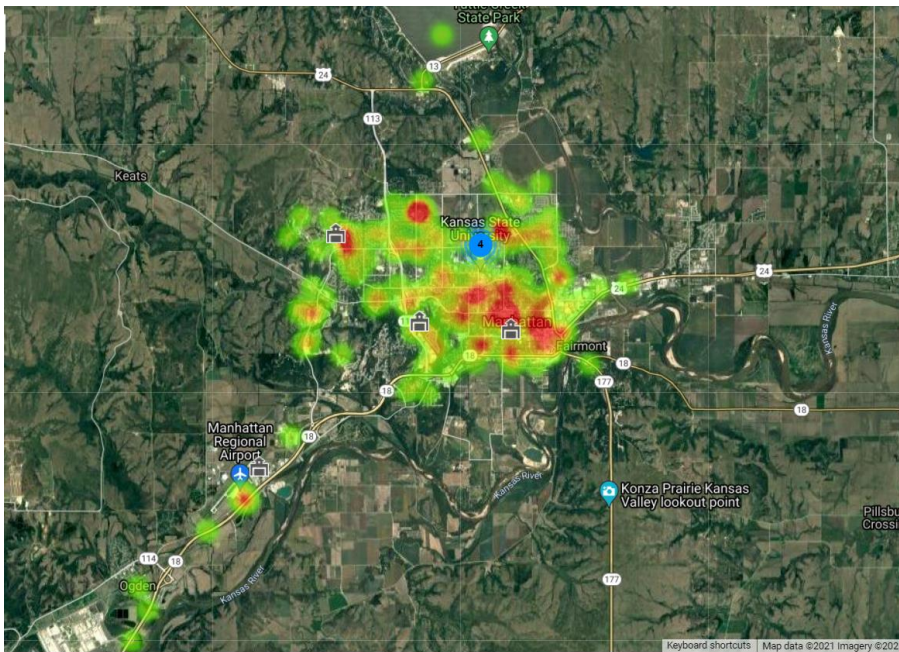 Tuttle Creek
State Park
13
24
113
Keats
Kansas State
University
4
24
24
Manhattan
Kansas River
18
Fairmont
18
177
18
18
18
Manhattan
Regional
Airport
Kansas River
Konza Prairie Kansas
Valley lookout point
Pillsbu
Crossi
114
18
Ogden
Kansas River
177
Keyboard shortcuts
Map data ©2021 Imagery ©202